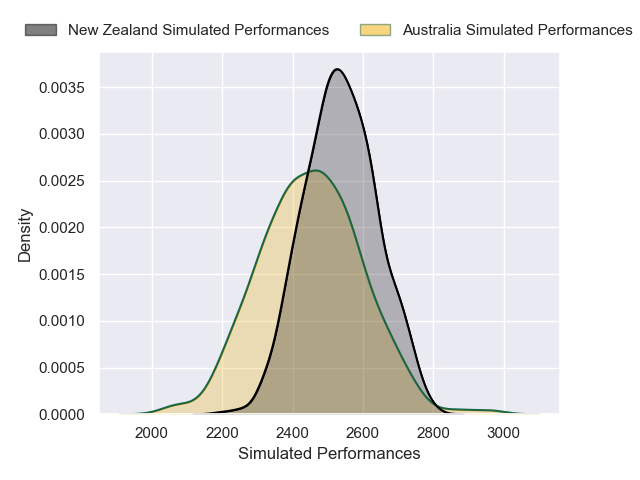 New Zealand Simulated Performances
Australia Simulated Performances
0.0035
0.0030
0.0025
0.0020
0.0015
0.0010
0.0005
0.0000
Density
2000 2200 2400 2600 2800 3000
Simulated Performances